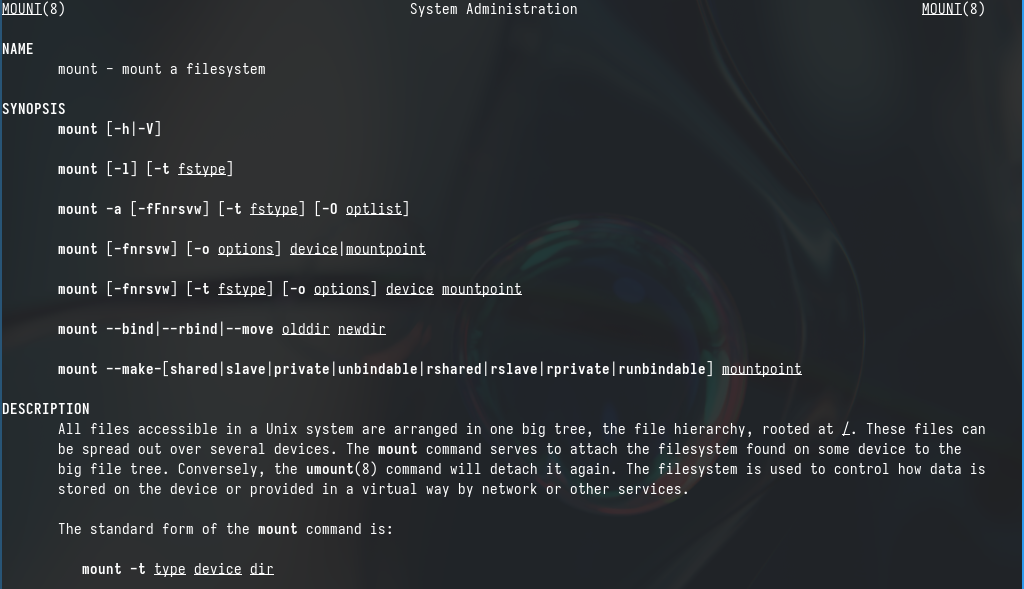 MOUNT(8) System Administration MOUNT(8)
NAME
mount - mount a filesystem
SYNOPSIS
mount [-h|-V]
mount [-l] [-t fstype]
mount -a [-fFnrsvw] [-t fstype] [-O optlist]
mount [-fnrsvw] [-o options] device|mountpoint
mount [-fnrsvw] [-t fstype] [-o options] device mountpoint
mount --bind|--rbind|--move olddir newdir
mount --make-[shared|slave|private|unbindable|rshared|rslave|rprivate|runbindable] mountpoint
DESCRIPTION
All files accessible in a Unix system are arranged in one big tree, the file hierarchy, rooted at /. These files can
be spread out over several devices. The mount command serves to attach the filesystem found on some device to the
big file tree. Conversely, the umount(8) command will detach it again. The filesystem is used to control how data is
stored on the device or provided in a virtual way by network or other services.
The standard form of the mount command is:
mount -t type device dir